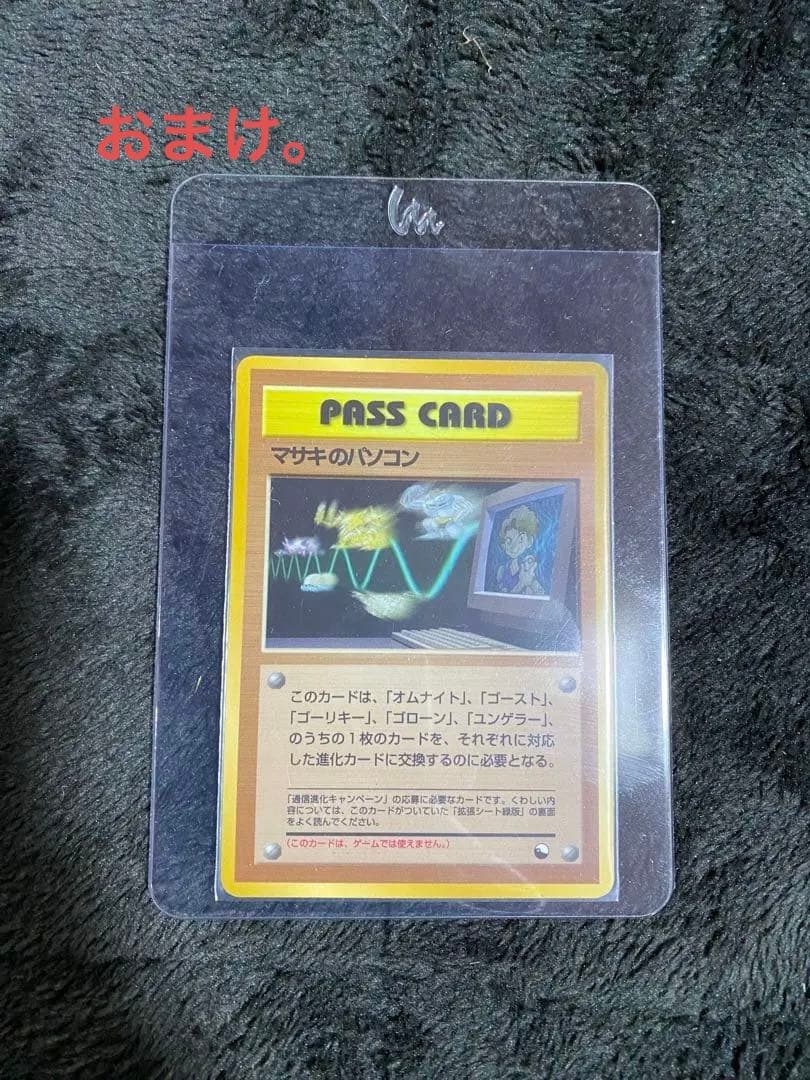 おまけ。
PASS CARD
マサキのパソコン
このカードは、「オムナイト」、「ゴースト」、
「ゴーリキー」、「ゴローン」、「ユンゲラー」、
のうちの1枚のカードを、それぞれに対応
した進化カードに交換するのに必要となる。
「通信進化キャンペーン」の応募に必要なカードです。くわしい内
容については、このカードがついていた「拡張シート緑版」の裏面
をよく読んでください。
(このカードは、ゲームでは使えません。)